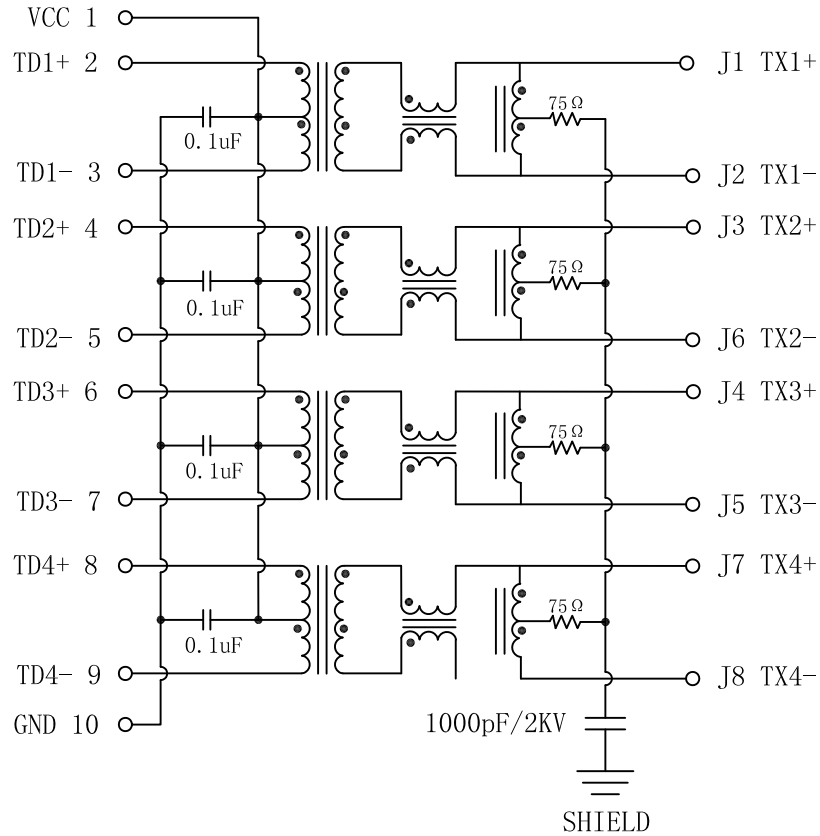 VCC 1
TD1+ 2
J1 TX1+
75Ω
0.1uF
TD1- 3
J2 TX1-
TD2+ 4
J3 TX2+
75Ω
0.1uF
TD2- 5
J6 TX2-
TD3+ 6
J4 TX3+
75Ω
0.1uF
TD3- 7
J5 TX3-
TD4+ 8
J7 TX4+
75Ω
0.1uF
TD4- 9
J8 TX4-
GND 10
1000pF/2KV
SHIELD